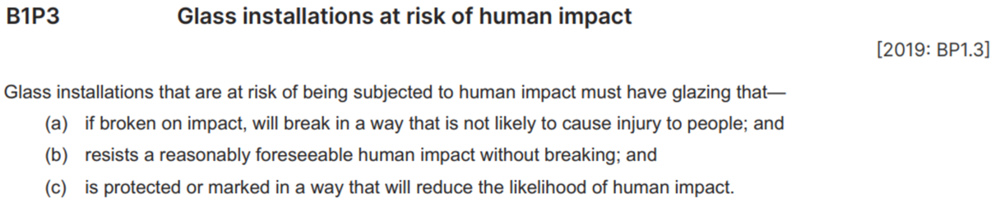 B1P3 Glass installations at risk of human impact
[2019: BP1.3]
Glass installations that are at risk of being subjected to human impact must have glazing that—
(a) if broken on impact, will break in a way that is not likely to cause injury to people; and
(b) resists a reasonably foreseeable human impact without breaking; and
(c) is protected or marked in a way that will reduce the likelihood of human impact.